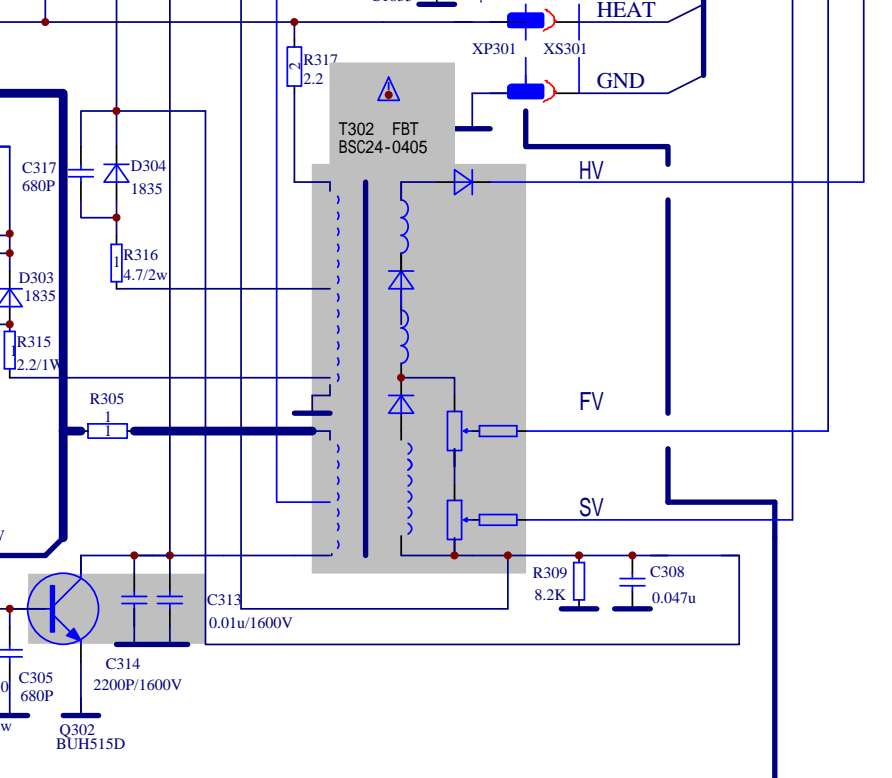 HEAT
XP301
XS301
GND
R317
2
2.2
T302 FBT
BSC24-0405
HV
C317
680P
D304
1835
R316
1
4.7/2w
D303
1835
R315
1
2.2/1W
R305
1
1
FV
SV
V
R309
8.2K
C308
0.047u
C313
0.01u/1600V
C314
2200P/1600V
C305
680P
0
w
Q302
BUH515D